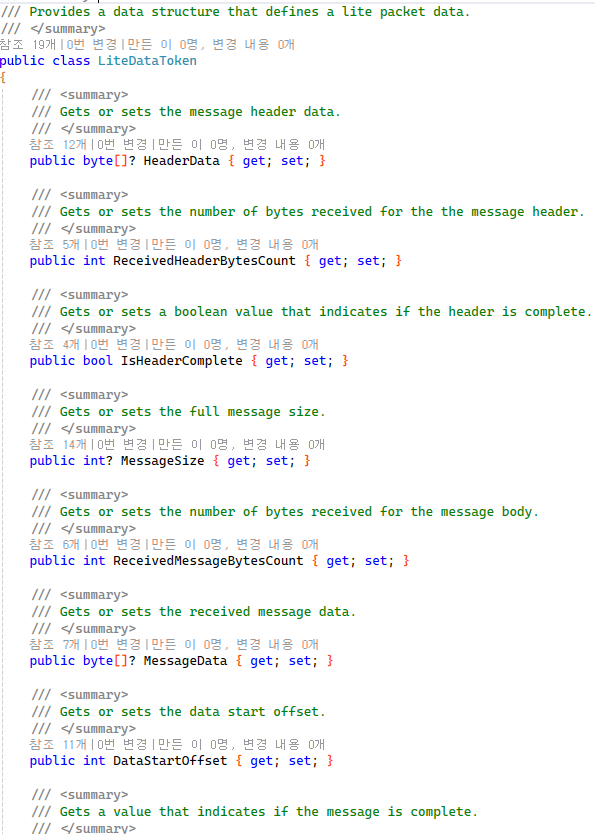 /// Provides a data structure that defines a lite packet data.
/// </summary>
참조 19개|0번 변경|만든 이 0명, 변경 내용 0개
public class LiteDataToken
{
/// <summary>
/// Gets or sets the message header data.
/// </summary>
참조 12개|0번 변경|만든 이 0명, 변경 내용 0개
public byte[]? HeaderData { get; set; }
/// <summary>
/// Gets or sets the number of bytes received for the the message header.
/// </summary>
참조 5개|0번 변경|만든 이 0명, 변경 내용 0개
public int ReceivedHeaderBytesCount { get; set; }
/// <summary>
/// Gets or sets a boolean value that indicates if the header is complete.
/// </summary>
참조 4개|0번 변경|만든 이 0명, 변경 내용 0개
public bool IsHeaderComplete { get; set; }
/// <summary>
/// Gets or sets the full message size.
/// </summary>
참조 14개|0번 변경|만든 이 0명, 변경 내용 0개
public int? MessageSize { get; set; }
/// <summary>
/// Gets or sets the number of bytes received for the message body.
/// </summary>
참조 6개|0번 변경|만든 이 0명, 변경 내용 0개
public int ReceivedMessageBytesCount { get; set; }
/// <summary>
/// Gets or sets the received message data.
/// </summary>
참조 7개|0번 변경|만든 이 0명, 변경 내용 0개
public byte[]? MessageData { get; set; }
/// <summary>
/// Gets or sets the data start offset.
/// </summary>
참조 11개|0번 변경|만든 이 0명, 변경 내용 0개
public int DataStartOffset { get; set; }
/// <summary>
/// Gets a value that indicates if the message is complete.
/// </summary>